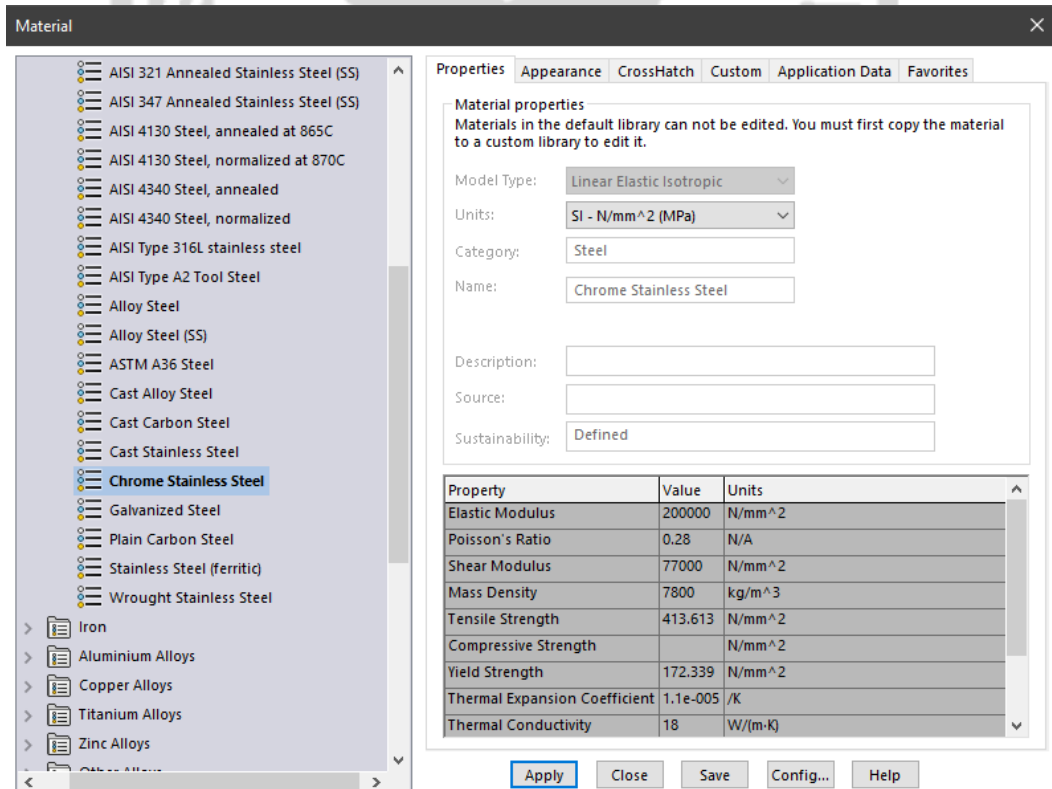 Material
AISI 321 Annealed Stainless Steel (SS)
AISI 347 Annealed Stainless Steel (SS)
AISI 4130 Steel, annealed at 865C
AISI 4130 Steel, normalized at 870C
AISI 4340 Steel, annealed
AISI 4340 Steel, normalized
AISI Type 316L stainless steel
AISI Type A2 Tool Steel
Alloy Steel
Alloy Steel (SS)
ASTM A36 Steel
Cast Alloy Steel
Cast Carbon Steel
Cast Stainless Steel
Chrome Stainless Steel
Galvanized Steel
Plain Carbon Steel
Stainless Steel (ferritic)
Wrought Stainless Steel
Iron
Aluminium Alloys
Copper Alloys
Titanium Alloys
Zinc Alloys
Other Alloys
Properties Appearance CrossHatch Custom Application Data Favorites
Material properties
Materials in the default library can not be edited. You must first copy the material
to a custom library to edit it.
Model Type: Linear Elastic Isotropic
Units: SI - N/mm^2 (MPa)
Category: Steel
Name: Chrome Stainless Steel
Description:
Source:
Sustainability: Defined
Property Value Units
Elastic Modulus 200000 N/mm^2
Poisson's Ratio 0.28 N/A
Shear Modulus 77000 N/mm^2
Mass Density 7800 kg/m^3
Tensile Strength 413.613 N/mm^2
Compressive Strength N/mm^2
Yield Strength 172.339 N/mm^2
Thermal Expansion Coefficient 1.1e-005 /K
Thermal Conductivity 18 W/(m·K)
Apply Close Save Config... Help